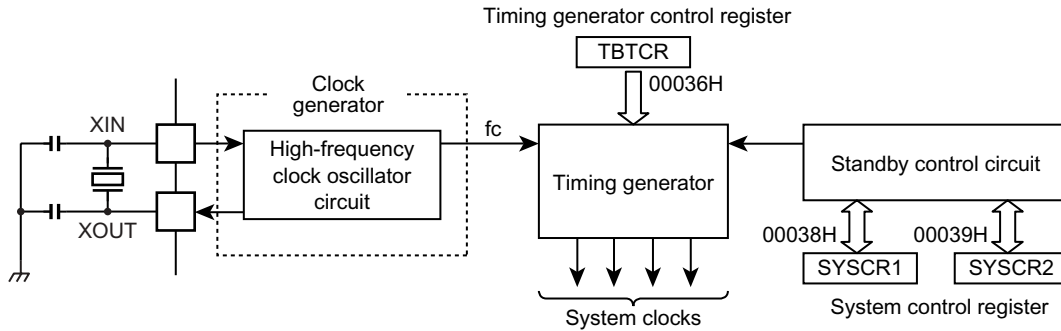 Timing generator control register
TBTCR
00036H
Clock
generator
XIN
High-frequency
clock oscillator
circuit
XOUT
fc
Timing generator
Standby control circuit
00038H
00039H
SYSCR1
SYSCR2
System clocks
System control register